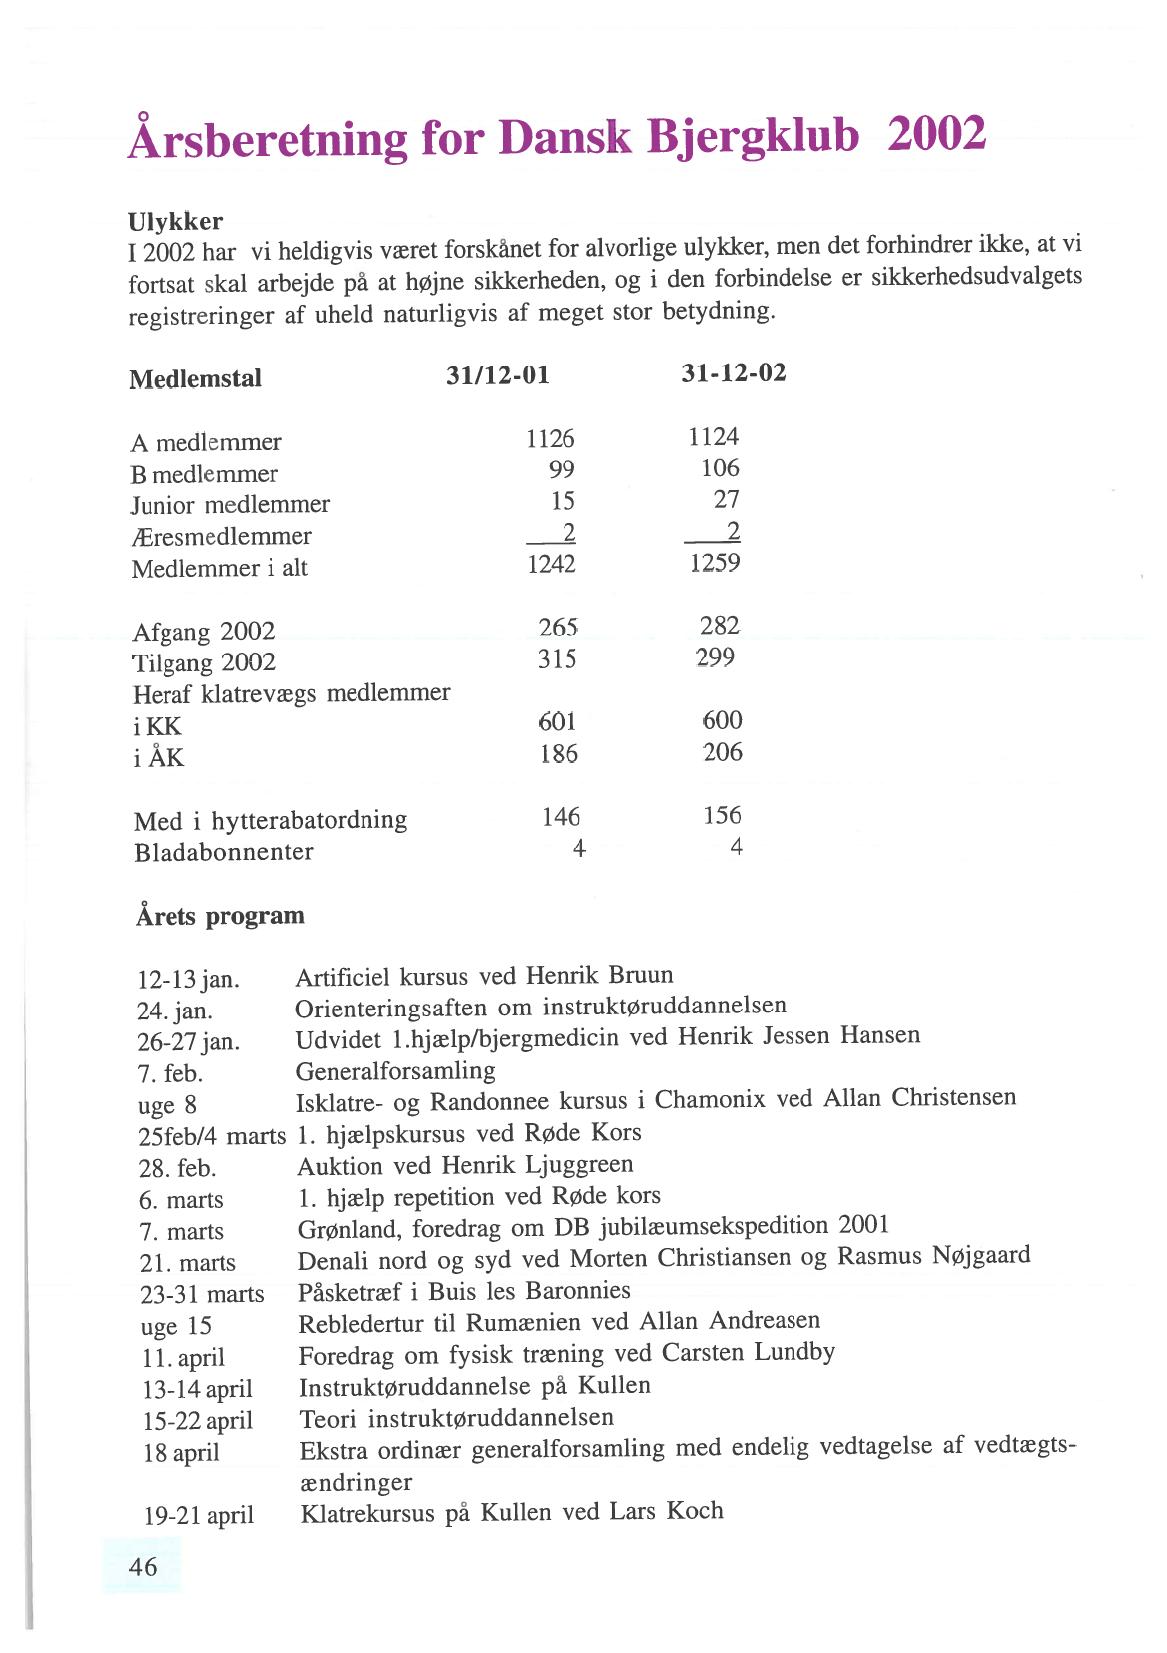 Årsberetning for Dansk Bjergklub 2002
Ulykker
I 2002 har vi heldigvis været forskånet for alvorlige ulykker, men det forhindrer ikke, at vi
fortsat skal arbejde på at højne sikkerheden, og i den forbindelse er sikkerhedsudvalgets
registreringer af uheld naturligvis af meget stor betydning.
Medlemstal 31/12-01 31-12-02
A medlemmer 1126 1124
B medlemmer 99 106
Junior medlemmer 15 27
Æresmedlemmer 2 2
Medlemmer i alt 1242 1259
Afgang 2002 265 282
Tilgang 2002 315 299
Heraf klatrevægs medlemmer
i KK 601 600
i ÅK 186 206
Med i hytterabatordning 146 156
Bladabonnenter 4 4
Årets program
12-13 jan. Artificiel kursus ved Henrik Bruun
24. jan. Orienteringsaften om instruktøruddannelsen
26-27 jan. Udvidet 1.hjælp/bjergmedicin ved Henrik Jessen Hansen
7. feb. Generalforsamling
uge 8 Isklatre- og Randonnee kursus i Chamonix ved Allan Christensen
25feb/4 marts 1. hjælpskursus ved Røde Kors
28. feb. Auktion ved Henrik Ljuggreen
6. marts 1. hjælp repetition ved Røde kors
7. marts Grønland, foredrag om DB jubilæumsekspedition 2001
21. marts Denali nord og syd ved Morten Christiansen og Rasmus Nøjgaard
23-31 marts Påsketræf i Buis les Baronnies
uge 15 Rebledertur til Rumænien ved Allan Andreasen
11. april Foredrag om fysisk træning ved Carsten Lundby
13-14 april Instruktøruddannelse på Kullen
15-22 april Teori instruktøruddannelsen
18 april Ekstra ordinær generalforsamling med endelig vedtagelse af vedtægts-
ændringer
19-21 april Klatrekursus på Kullen ved Lars Koch
46